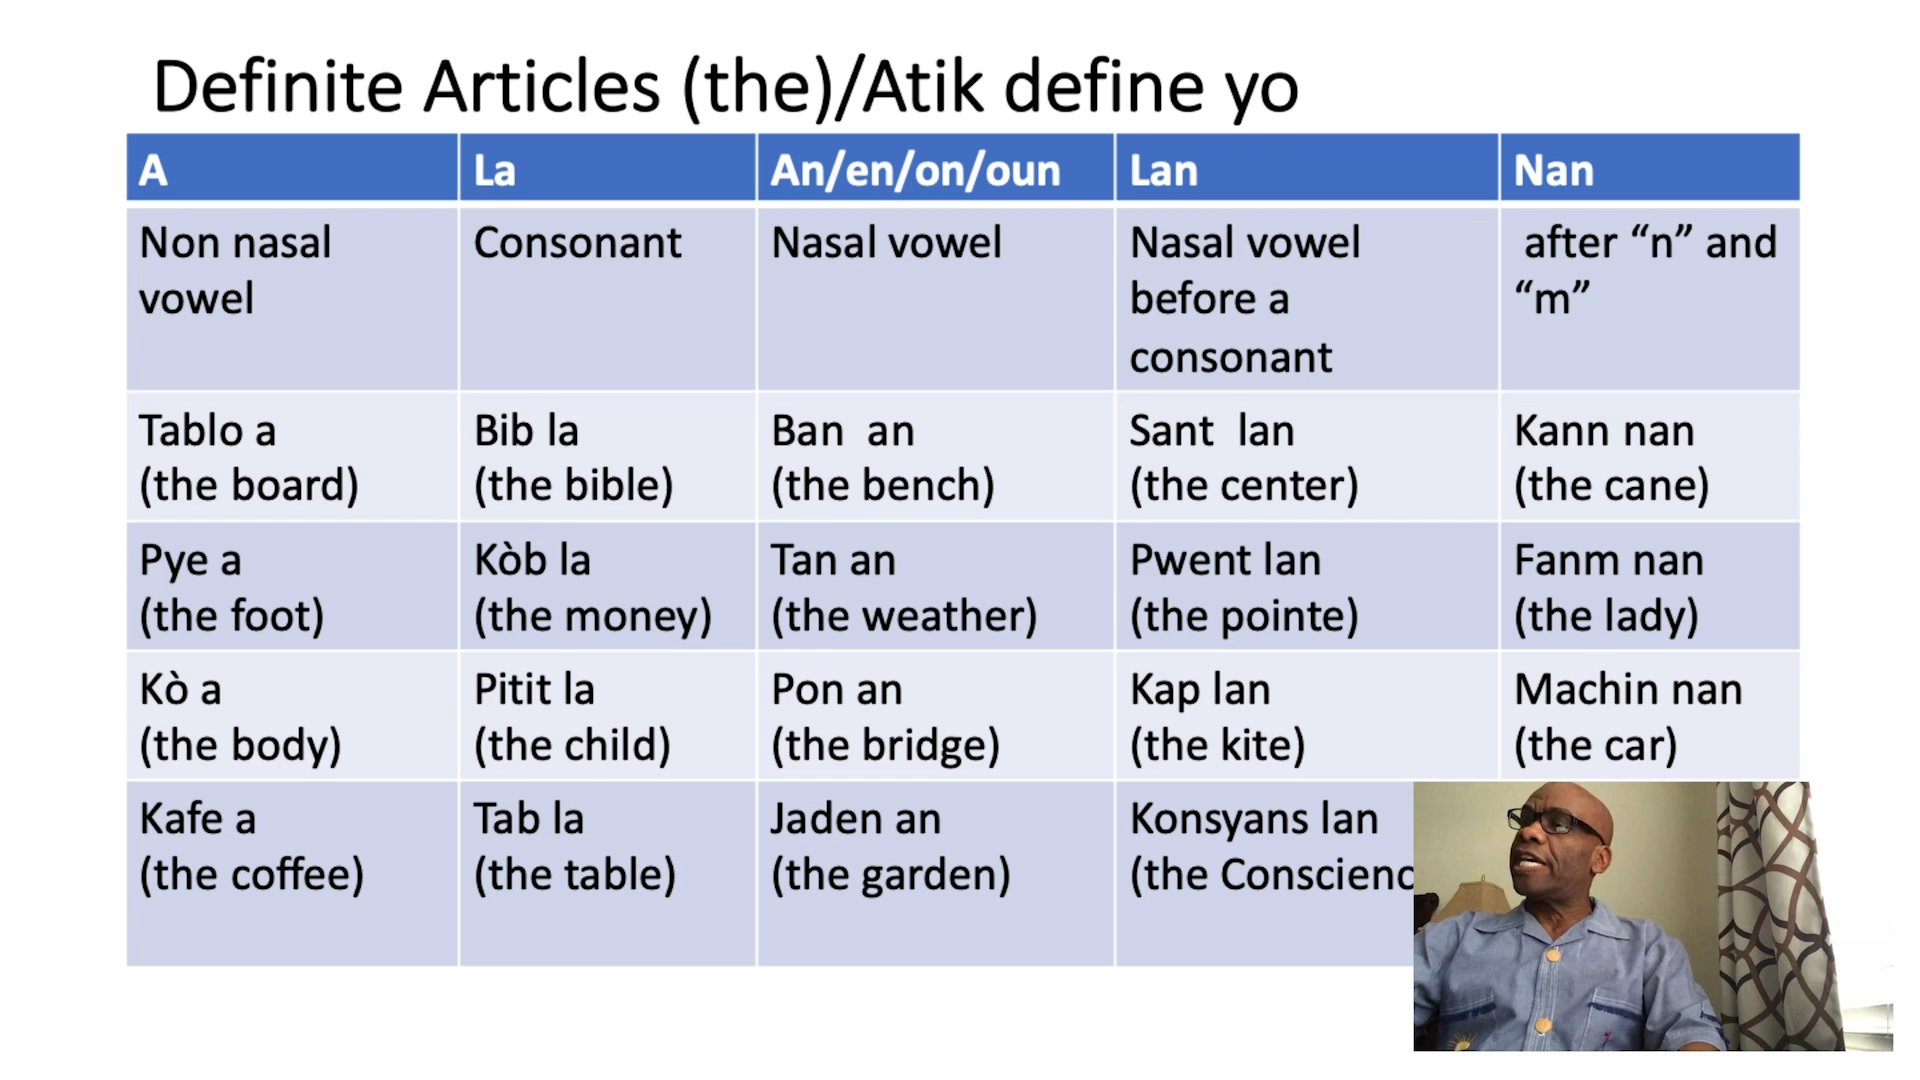 Definite Articles (the)/Atik define yo
A
La
An/en/on/oun
Lan
Nan
Non nasal
vowel
Consonant
Nasal vowel
Nasal vowel
before a
consonant
after “n” and
“m”
Tablo a
(the board)
Bib la
(the bible)
Ban an
(the bench)
Sant lan
(the center)
Kann nan
(the cane)
Pye a
(the foot)
Kòb la
(the money)
Tan an
(the weather)
Pwent lan
(the pointe)
Fanm nan
(the lady)
Kò a
(the body)
Pitit la
(the child)
Pon an
(the bridge)
Kap lan
(the kite)
Machin nan
(the car)
Kafe a
(the coffee)
Tab la
(the table)
Jaden an
(the garden)
Konsyans lan
(the